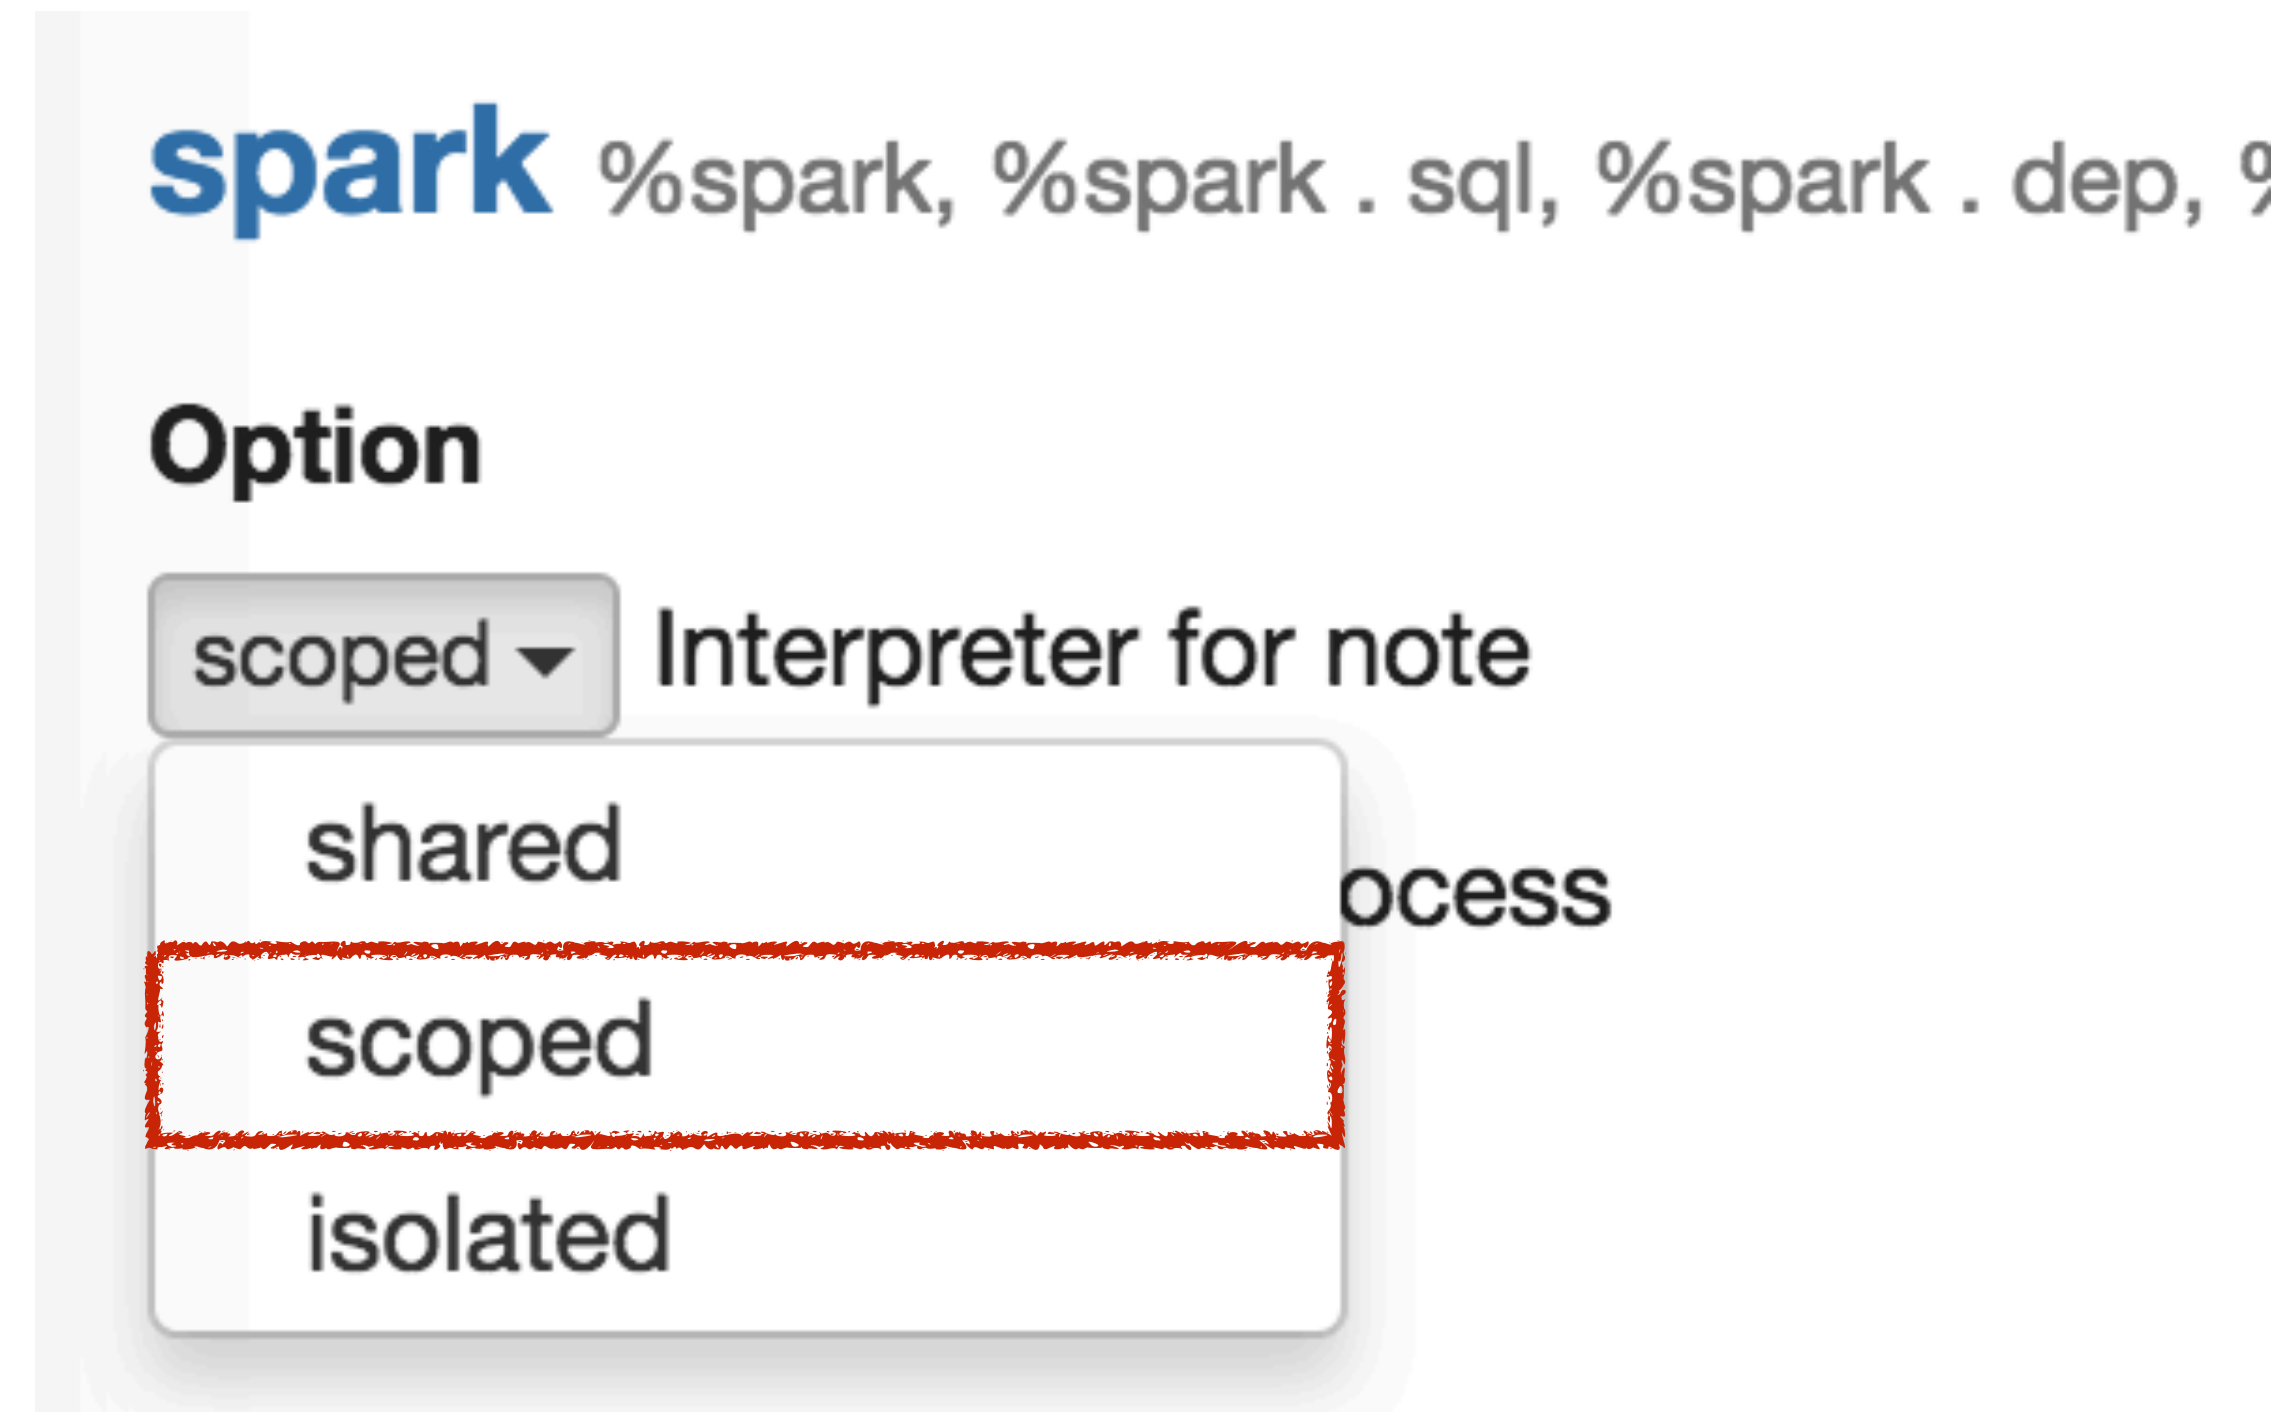 spark %spark, %spark . sql, %spark . dep, %
Option
scoped Interpreter for note
shared
ocess
scoped
isolated